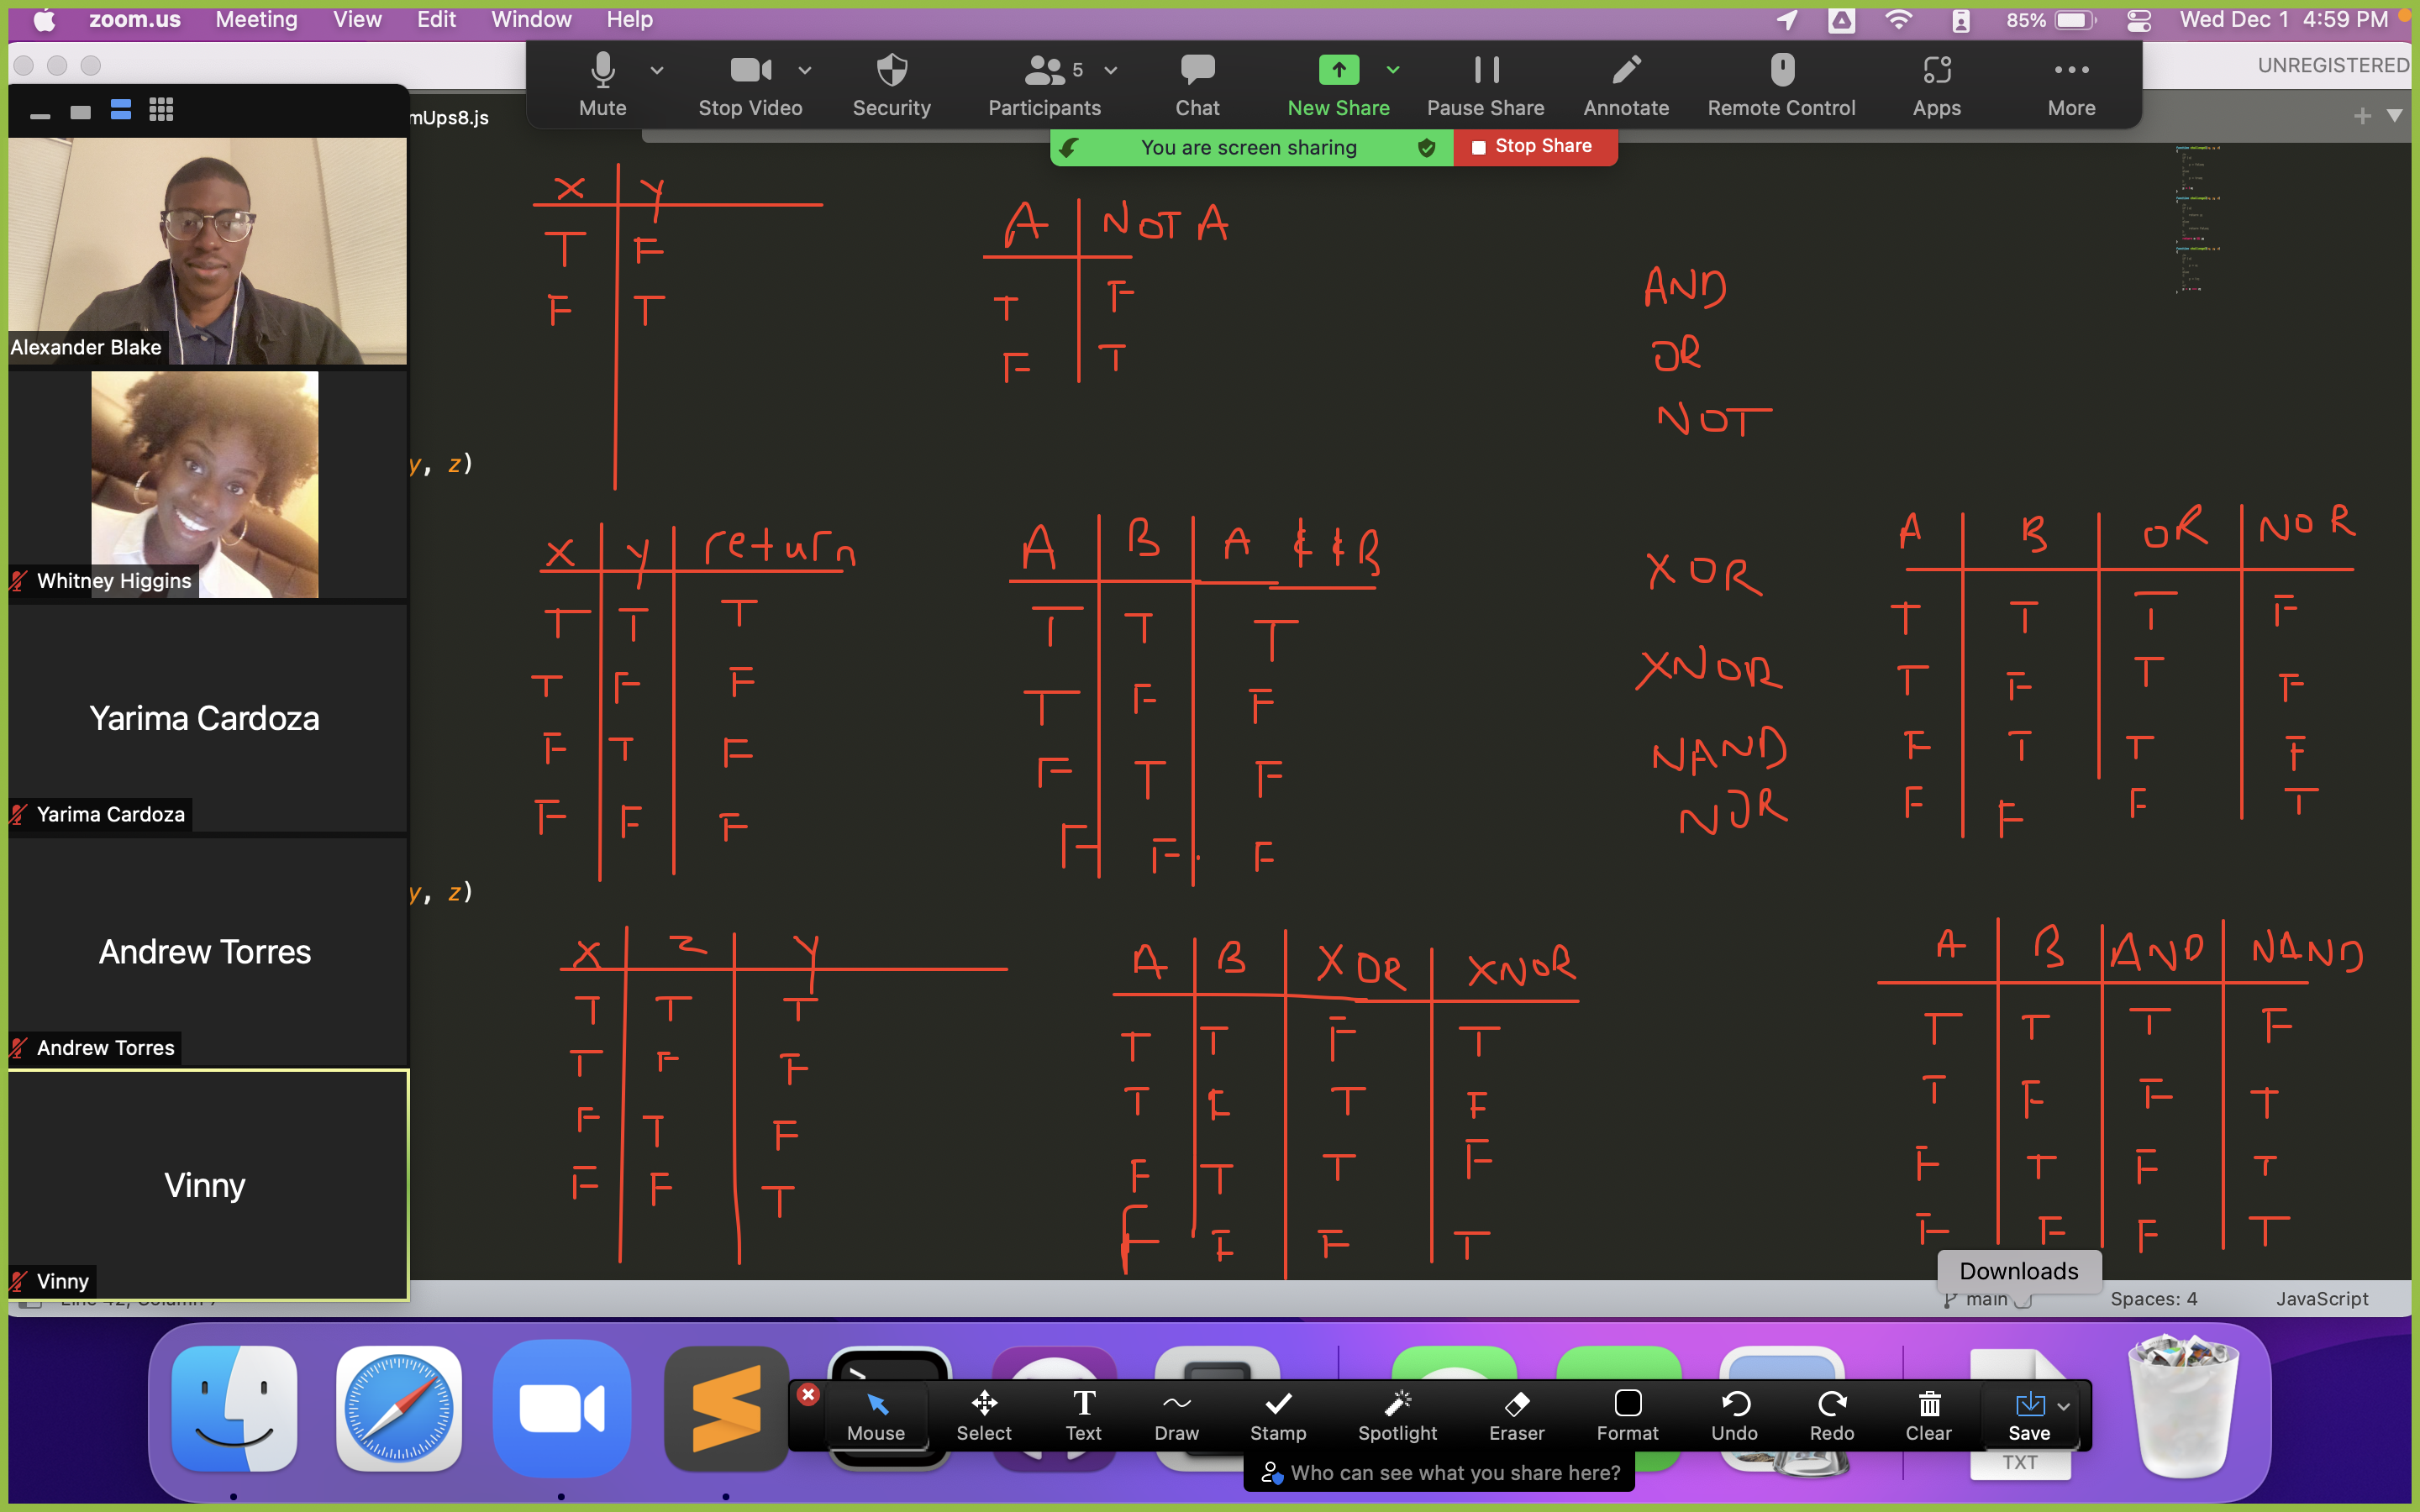 zoom.us Meeting View Edit Window Help
85% Wed Dec 1 4:59 PM
UNREGISTERED
Mute Stop Video Security Participants 5 Chat New Share Pause Share Annotate Remote Control Apps More
mUps8.js
You are screen sharing Stop Share
Alexander Blake
Whitney Higgins
Yarima Cardoza
Yarima Cardoza
Andrew Torres
Andrew Torres
Vinny
Vinny
y, z)
y, z)
X Y
T F
F T
A NOT A
T F
F T
AND
OR
NOT
X Y return
T T T
T F F
F T F
F F F
A B A &&B
T T T
T F F
F T F
F F F
XOR
XNOR
NAND
NOR
A B OR NOR
T T T F
T F T F
F T T F
F F F T
X Z Y
T T T
T F F
F T F
F F T
A B XOR XNOR
T T F T
T F T F
F T T F
F F F T
A B AND NAND
T T T F
T F F T
F T F T
F F F T
Downloads
main Spaces: 4 JavaScript
Mouse Select Text Draw Stamp Spotlight Eraser Format Undo Redo Clear Save
Who can see what you share here?
TXT